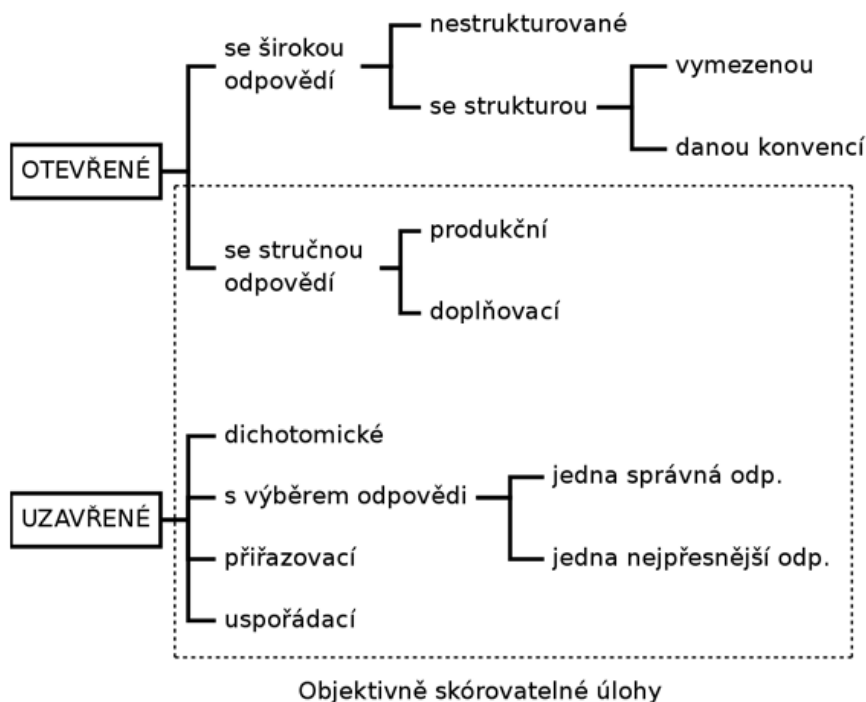 nestrukturované
se širokou
odpovědí
vymezenou
se strukturou
danou konvencí
OTEVŘENÉ
produkční
se stručnou
odpovědí
doplňovací
dichotomické
jedna správná odp.
s výběrem odpovědi
UZAVŘENÉ
přiřazovací
jedna nejpřesnější odp.
uspořádací
Objektivně skórovatelné úlohy